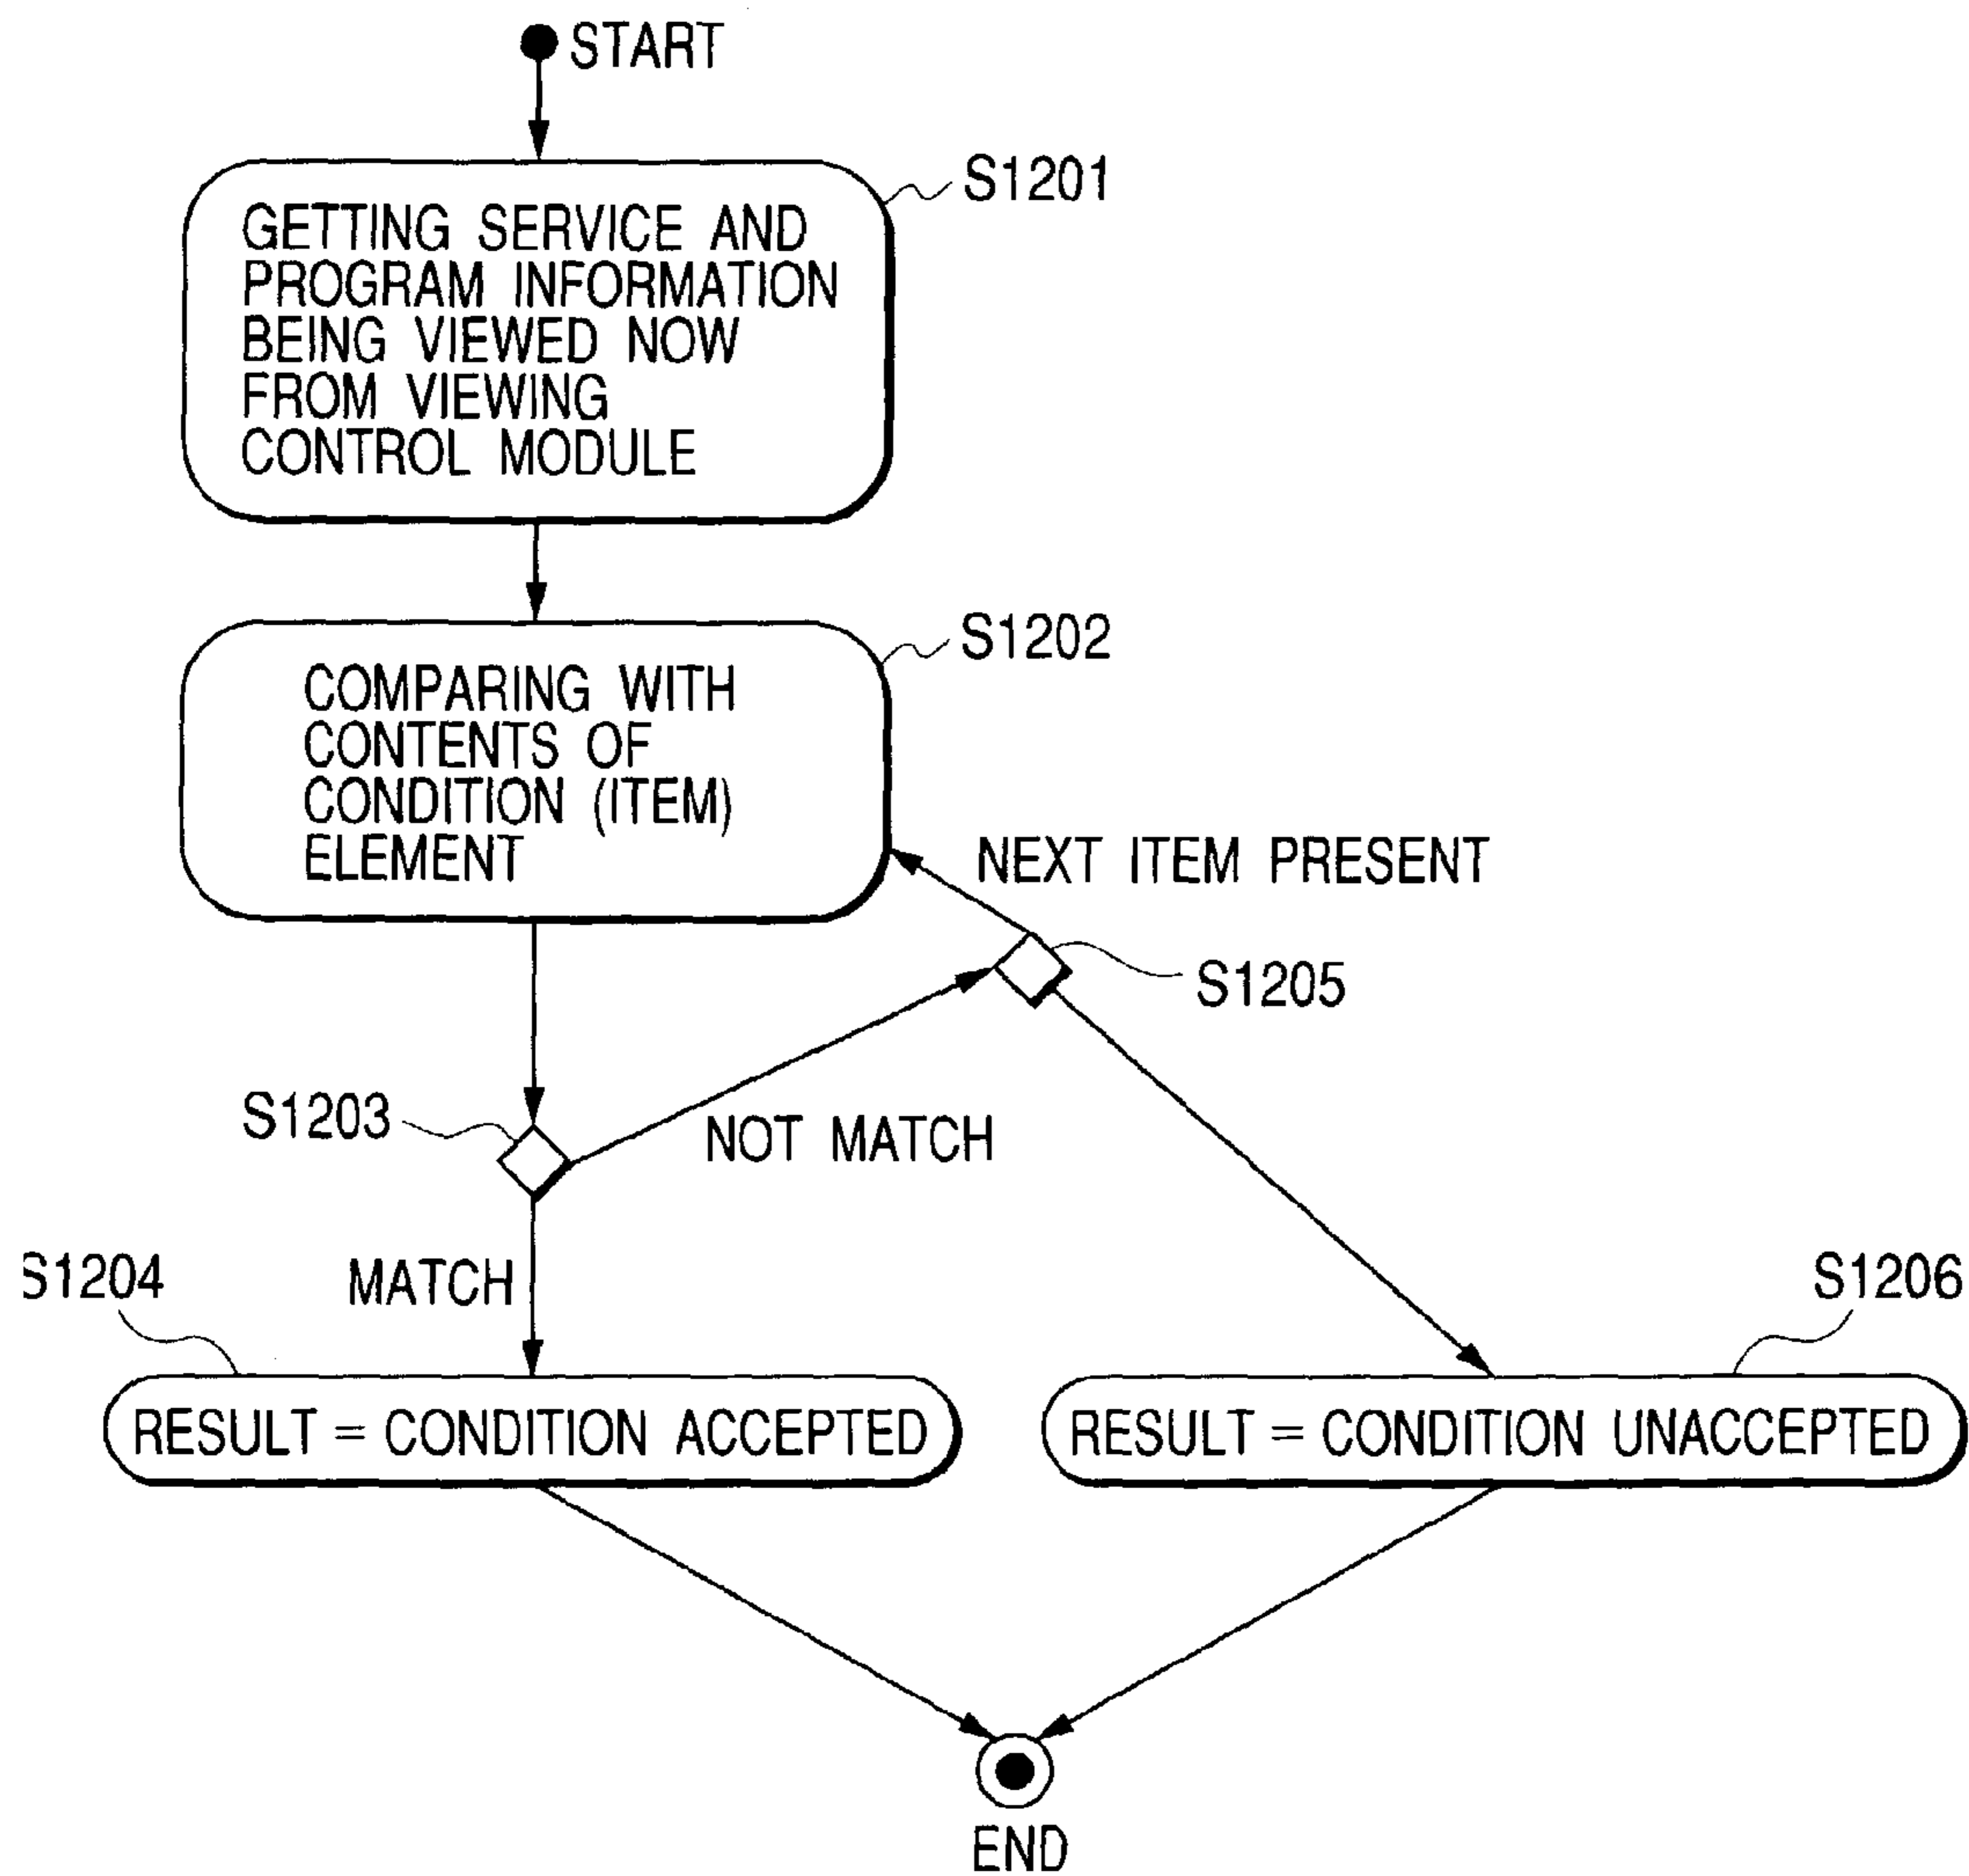 START
S1201
GETTING SERVICE AND
PROGRAM INFORMATION
BEING VIEWED NOW
FROM VIEWING
CONTROL MODULE
S1202
COMPARING WITH
CONTENTS OF
CONDITION (ITEM)
ELEMENT
NEXT ITEM PRESENT
S1205
S1203
NOT MATCH
MATCH
S1204
S1206
RESULT = CONDITION ACCEPTED
RESULT = CONDITION UNACCEPTED
END